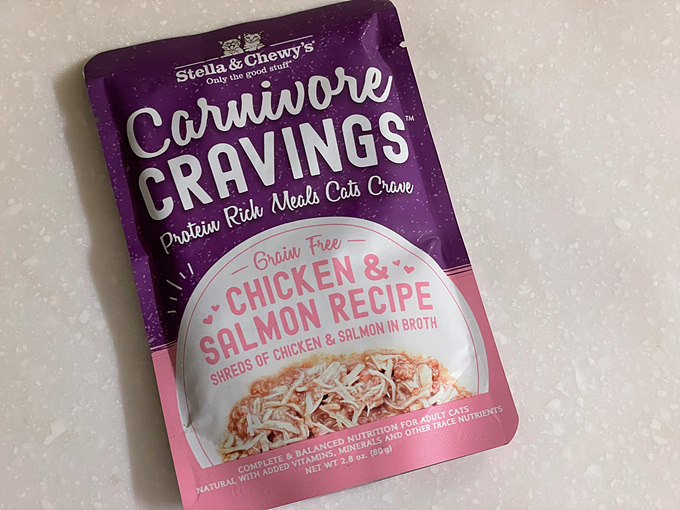 Stella & Chewy's®
Only the good stuff®
Carnivore
CRAVINGS™
Protein Rich Meals Cats Crave
Grain Free
CHICKEN &
SALMON RECIPE
SHREDS OF CHICKEN & SALMON IN BROTH
COMPLETE & BALANCED NUTRITION FOR ADULT CATS
NATURAL WITH ADDED VITAMINS, MINERALS AND OTHER TRACE NUTRIENTS
NET WT 2.8 oz. (80g)